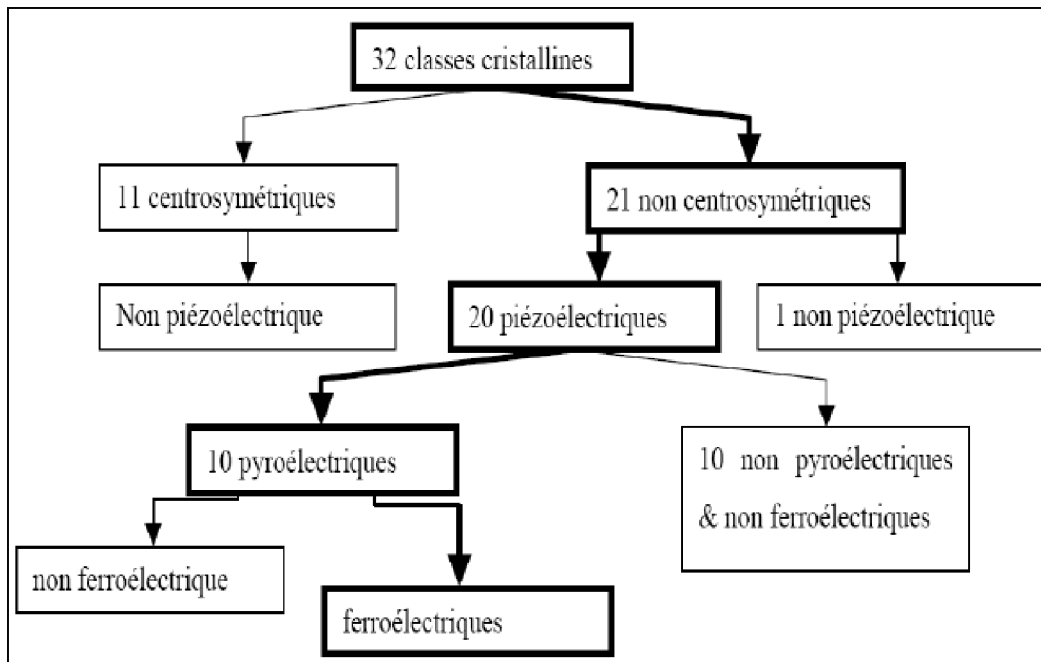 32 classes cristallines
11 centrosymétriques
21 non centrosymétriques
Non piézoélectrique
20 piézoélectriques
1 non piézoélectrique
10 pyroélectriques
10 non pyroélectriques
& non ferroélectriques
non ferroélectrique
ferroélectriques